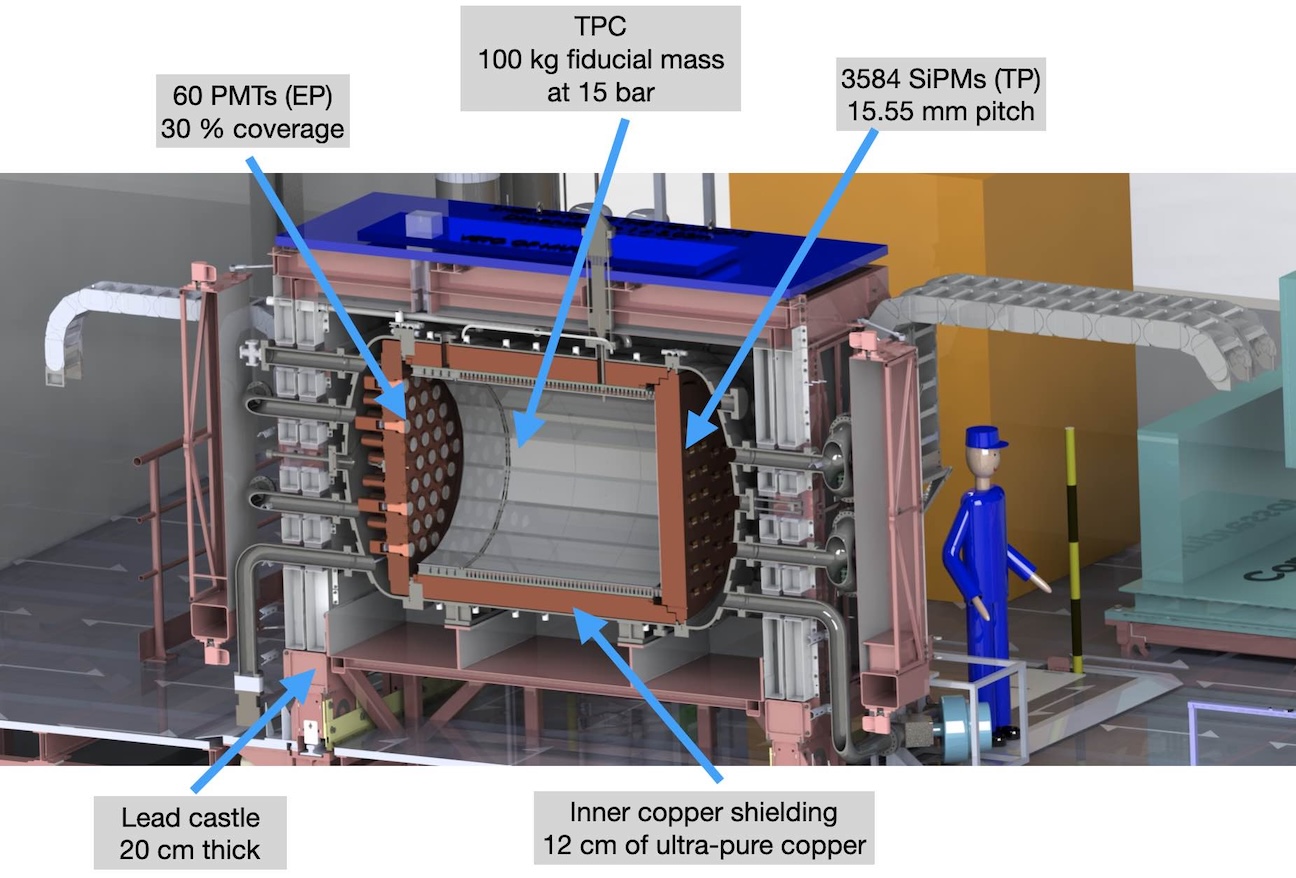 TPC
100 kg fiducial mass
at 15 bar
60 PMTs (EP)
30 % coverage
3584 SiPMs (TP)
15.55 mm pitch
Lead castle
20 cm thick
Inner copper shielding
12 cm of ultra-pure copper